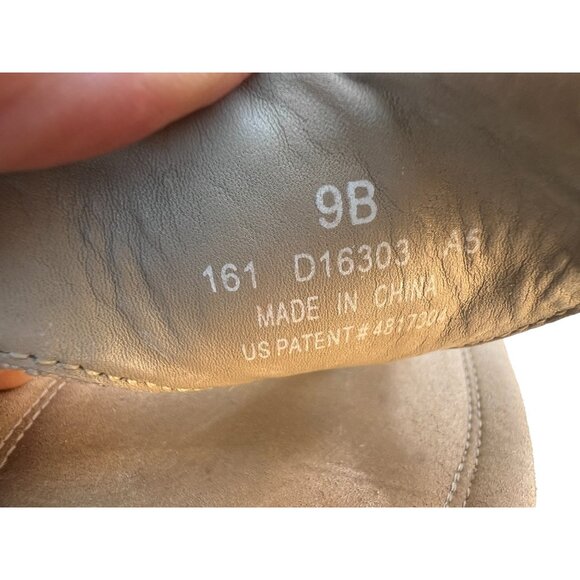 9B
161 D16303 A5
MADE IN CHINA
US PATENT # 4817304